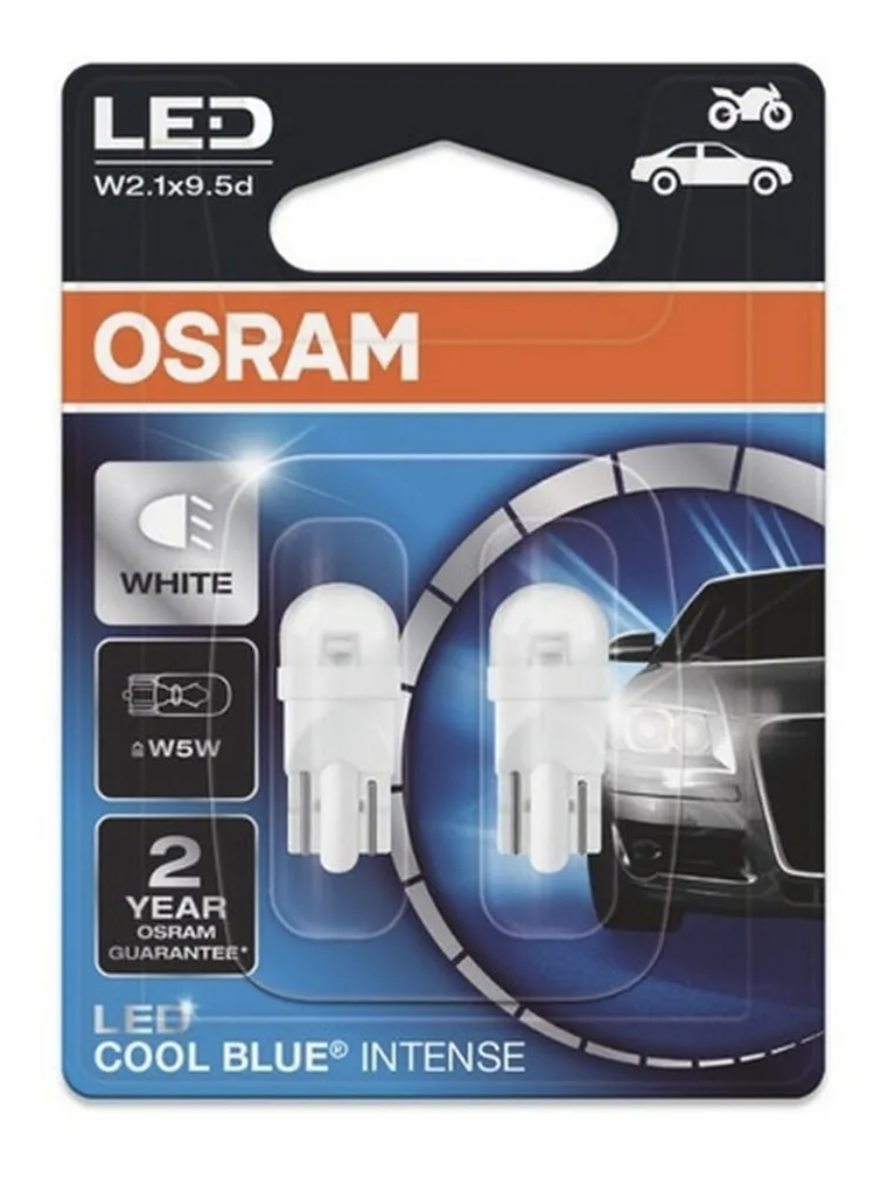 LED
W2.1x9.5d
OSRAM
WHITE
W5W
2
YEAR
OSRAM
GUARANTEE*
LED
COOL BLUE® INTENSE